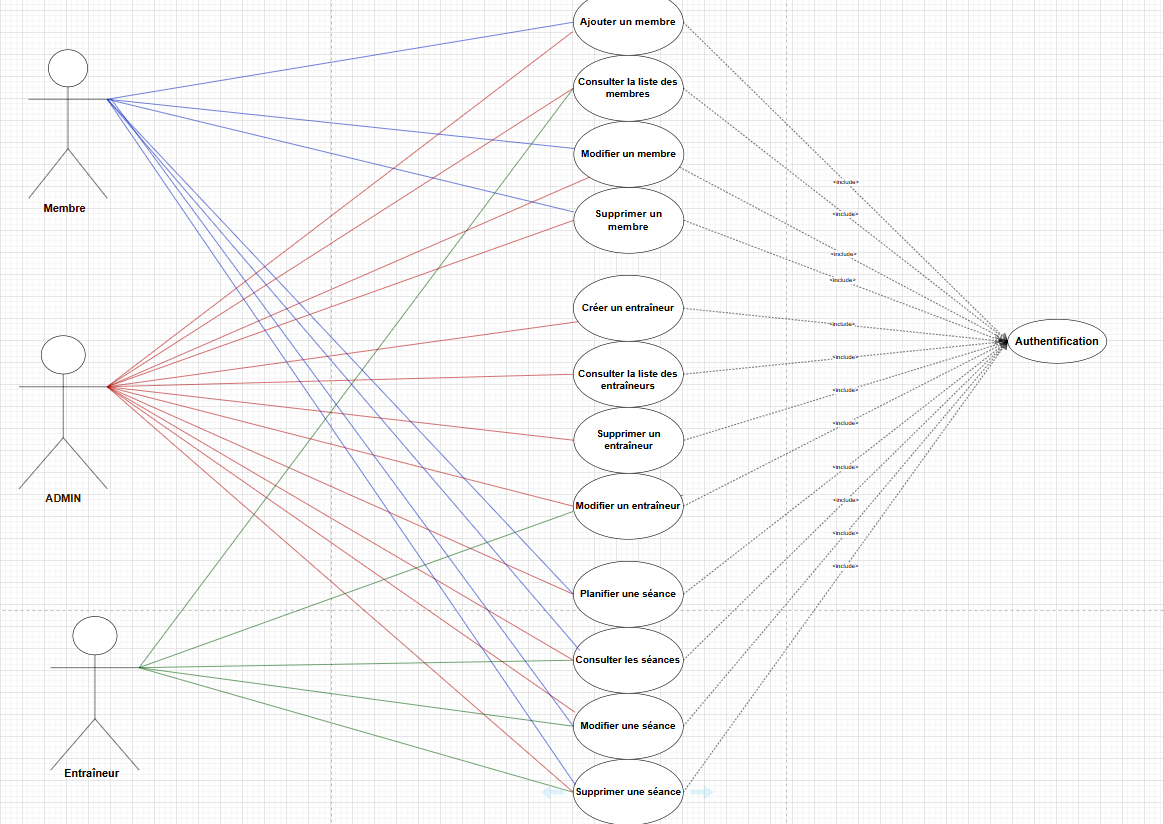 Ajouter un membre
Consulter la liste des
membres
Modifier un membre
Supprimer un
membre
Créer un entraîneur
Consulter la liste des
entraîneurs
Supprimer un
entraîneur
Modifier un entraîneur
Planifier une séance
Consulter les séances
Modifier une séance
Supprimer une séance
Membre
ADMIN
Entraîneur
<include>
<include>
<include>
<include>
<include>
<include>
<include>
<include>
<include>
<include>
<include>
<include>
Authentification